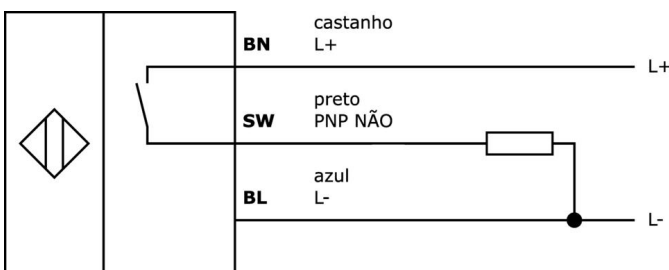 castanho
BN L+
L+
preto
SW PNP NÃO
azul
BL L-
L-